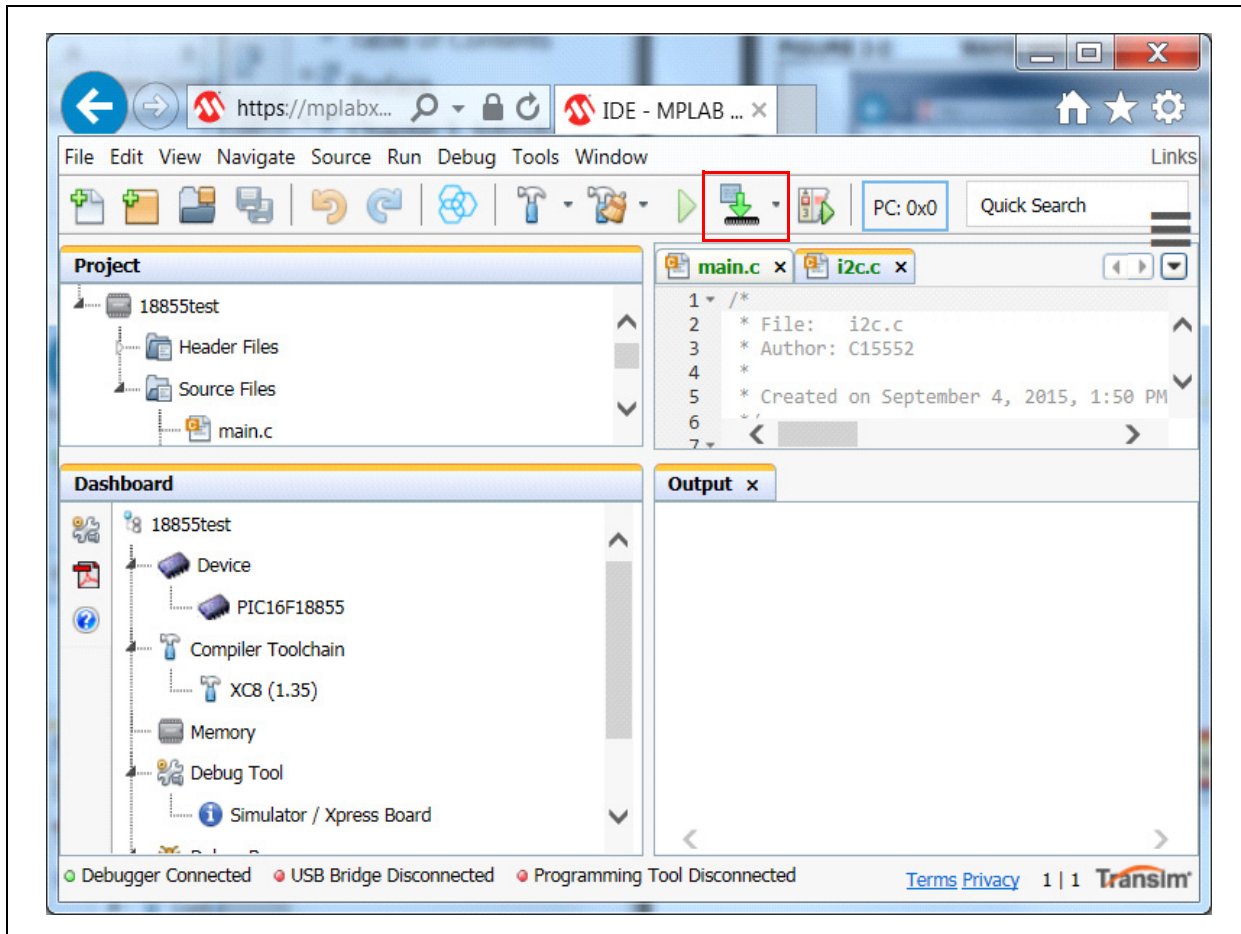 https://mplabx... IDE - MPLAB ...
File Edit View Navigate Source Run Debug Tools Window Links
PC: 0x0 Quick Search
Project
18855test
Header Files
Source Files
main.c
main.c x i2c.c x
1 /*
2 * File: i2c.c
3 * Author: C15552
4 *
5 * Created on September 4, 2015, 1:50 PM
6 */
7
Dashboard
18855test
Device
PIC16F18855
Compiler Toolchain
XC8 (1.35)
Memory
Debug Tool
Simulator / Xpress Board
Output x
Debugger Connected USB Bridge Disconnected Programming Tool Disconnected Terms Privacy 1 | 1 Transim